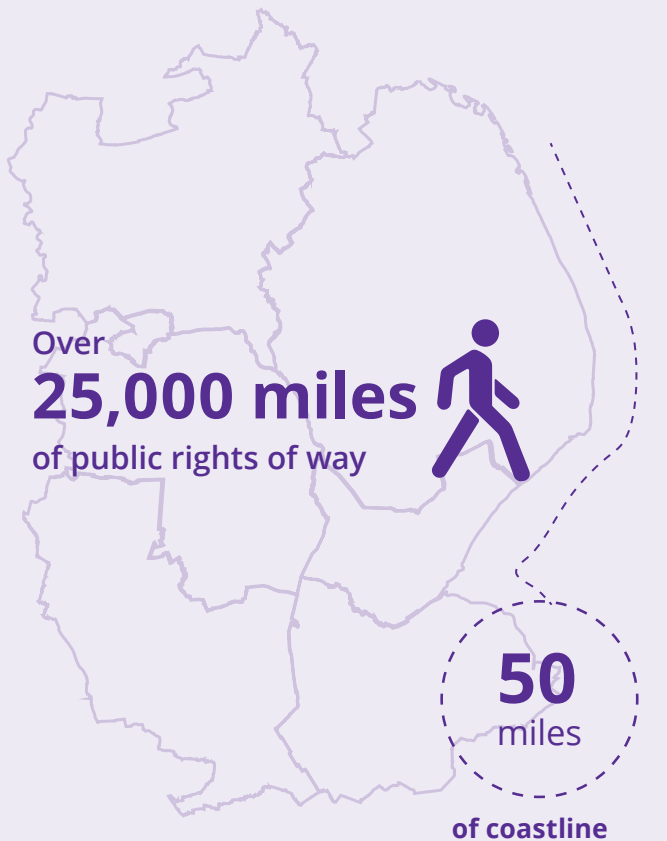 Over
25,000 miles
of public rights of way
50
miles
of coastline